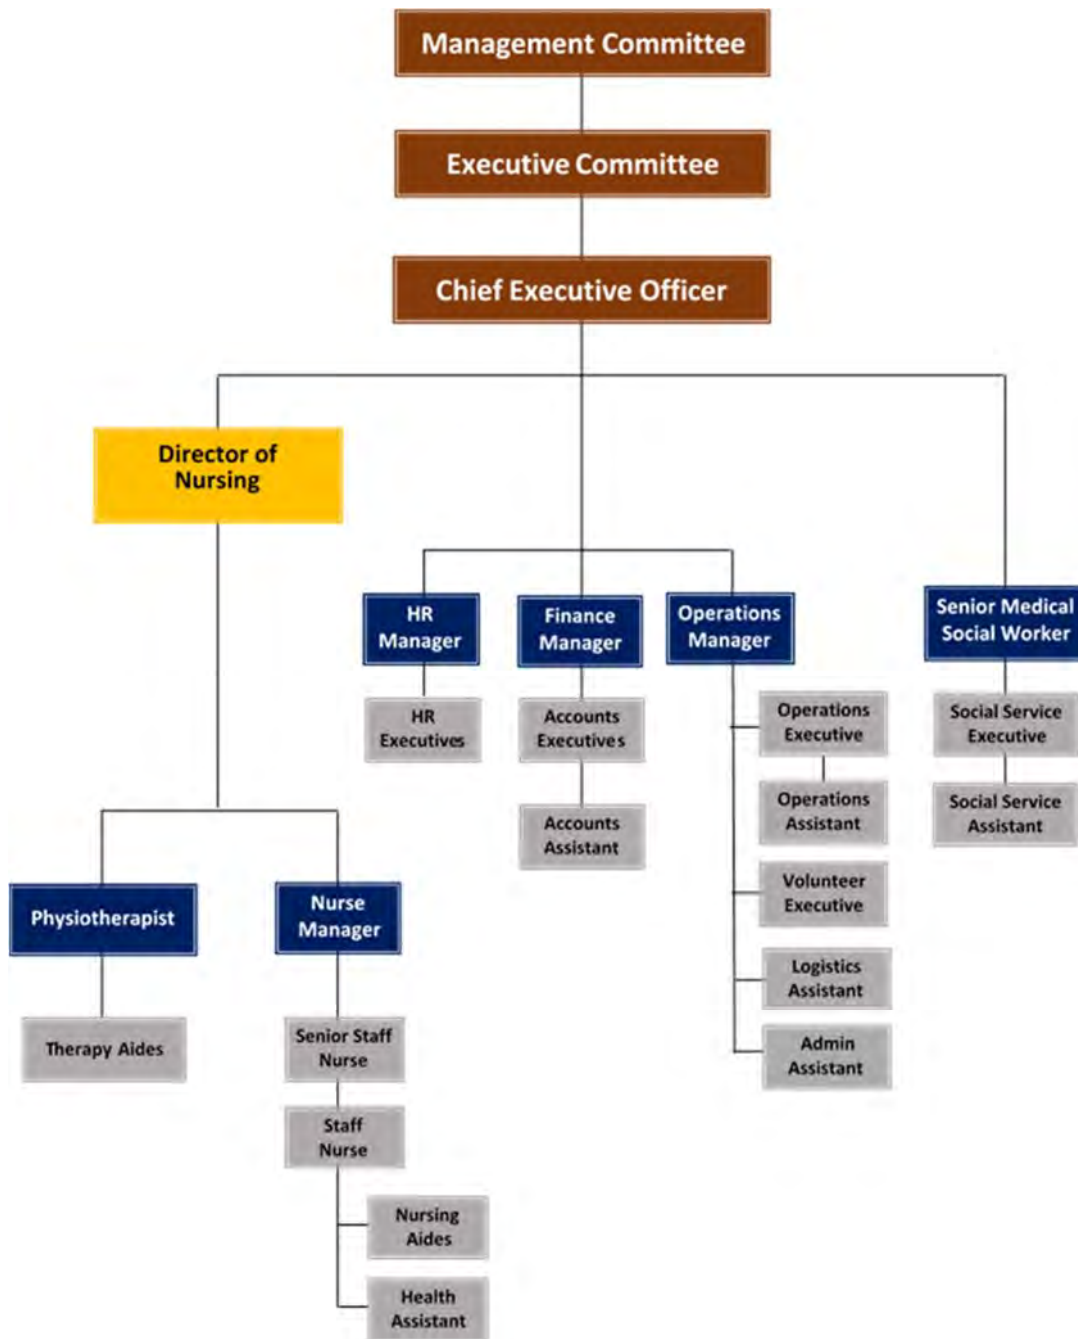 Management Committee
Executive Committee
Chief Executive Officer
Director of
Nursing
HR
Manager
Finance
Manager
Operations
Manager
Senior Medical
Social Worker
HR
Executives
Accounts
Executives
Operations
Executive
Social Service
Executive
Accounts
Assistant
Operations
Assistant
Social Service
Assistant
Physiotherapist
Nurse
Manager
Volunteer
Executive
Logistics
Assistant
Therapy Aides
Senior Staff
Nurse
Admin
Assistant
Staff
Nurse
Nursing
Aides
Health
Assistant